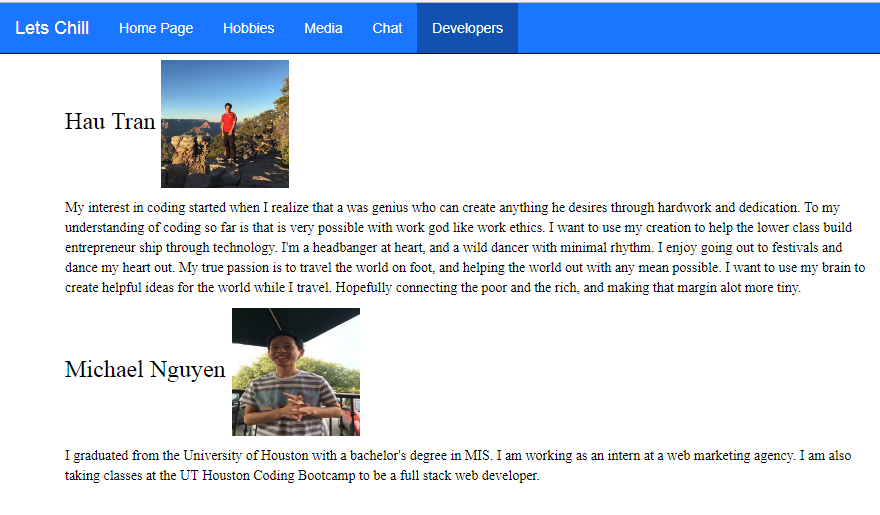 Lets Chill Home Page Hobbies Media Chat Developers
Hau Tran
My interest in coding started when I realize that a was genius who can create anything he desires through hardwork and dedication. To my
understanding of coding so far is that is very possible with work god like work ethics. I want to use my creation to help the lower class build
entrepreneur ship through technology. I'm a headbanger at heart, and a wild dancer with minimal rhythm. I enjoy going out to festivals and
dance my heart out. My true passion is to travel the world on foot, and helping the world out with any mean possible. I want to use my brain to
create helpful ideas for the world while I travel. Hopefully connecting the poor and the rich, and making that margin alot more tiny.
Michael Nguyen
I graduated from the University of Houston with a bachelor's degree in MIS. I am working as an intern at a web marketing agency. I am also
taking classes at the UT Houston Coding Bootcamp to be a full stack web developer.